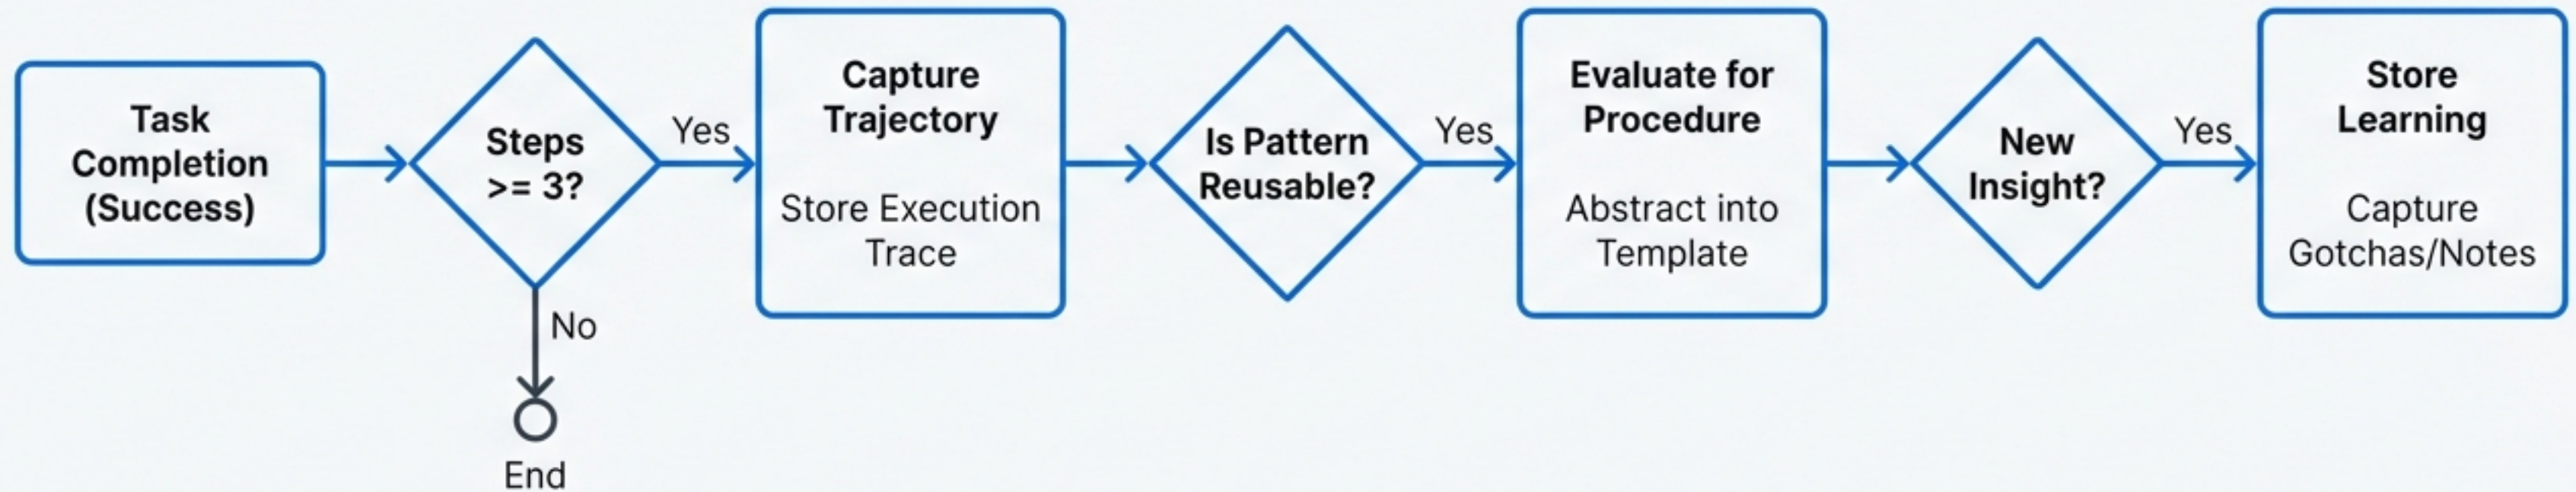 Task
Completion
(Success)
Steps
>= 3?
No
End
Yes
Capture
Trajectory
Store Execution
Trace
Is Pattern
Reusable?
Yes
Evaluate for
Procedure
Abstract into
Template
New
Insight?
Yes
Store
Learning
Capture
Gotchas/Notes